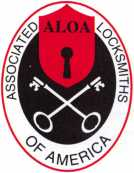 ALOA
ASSOCIATED
LOCKSMITHS
OF AMERICA